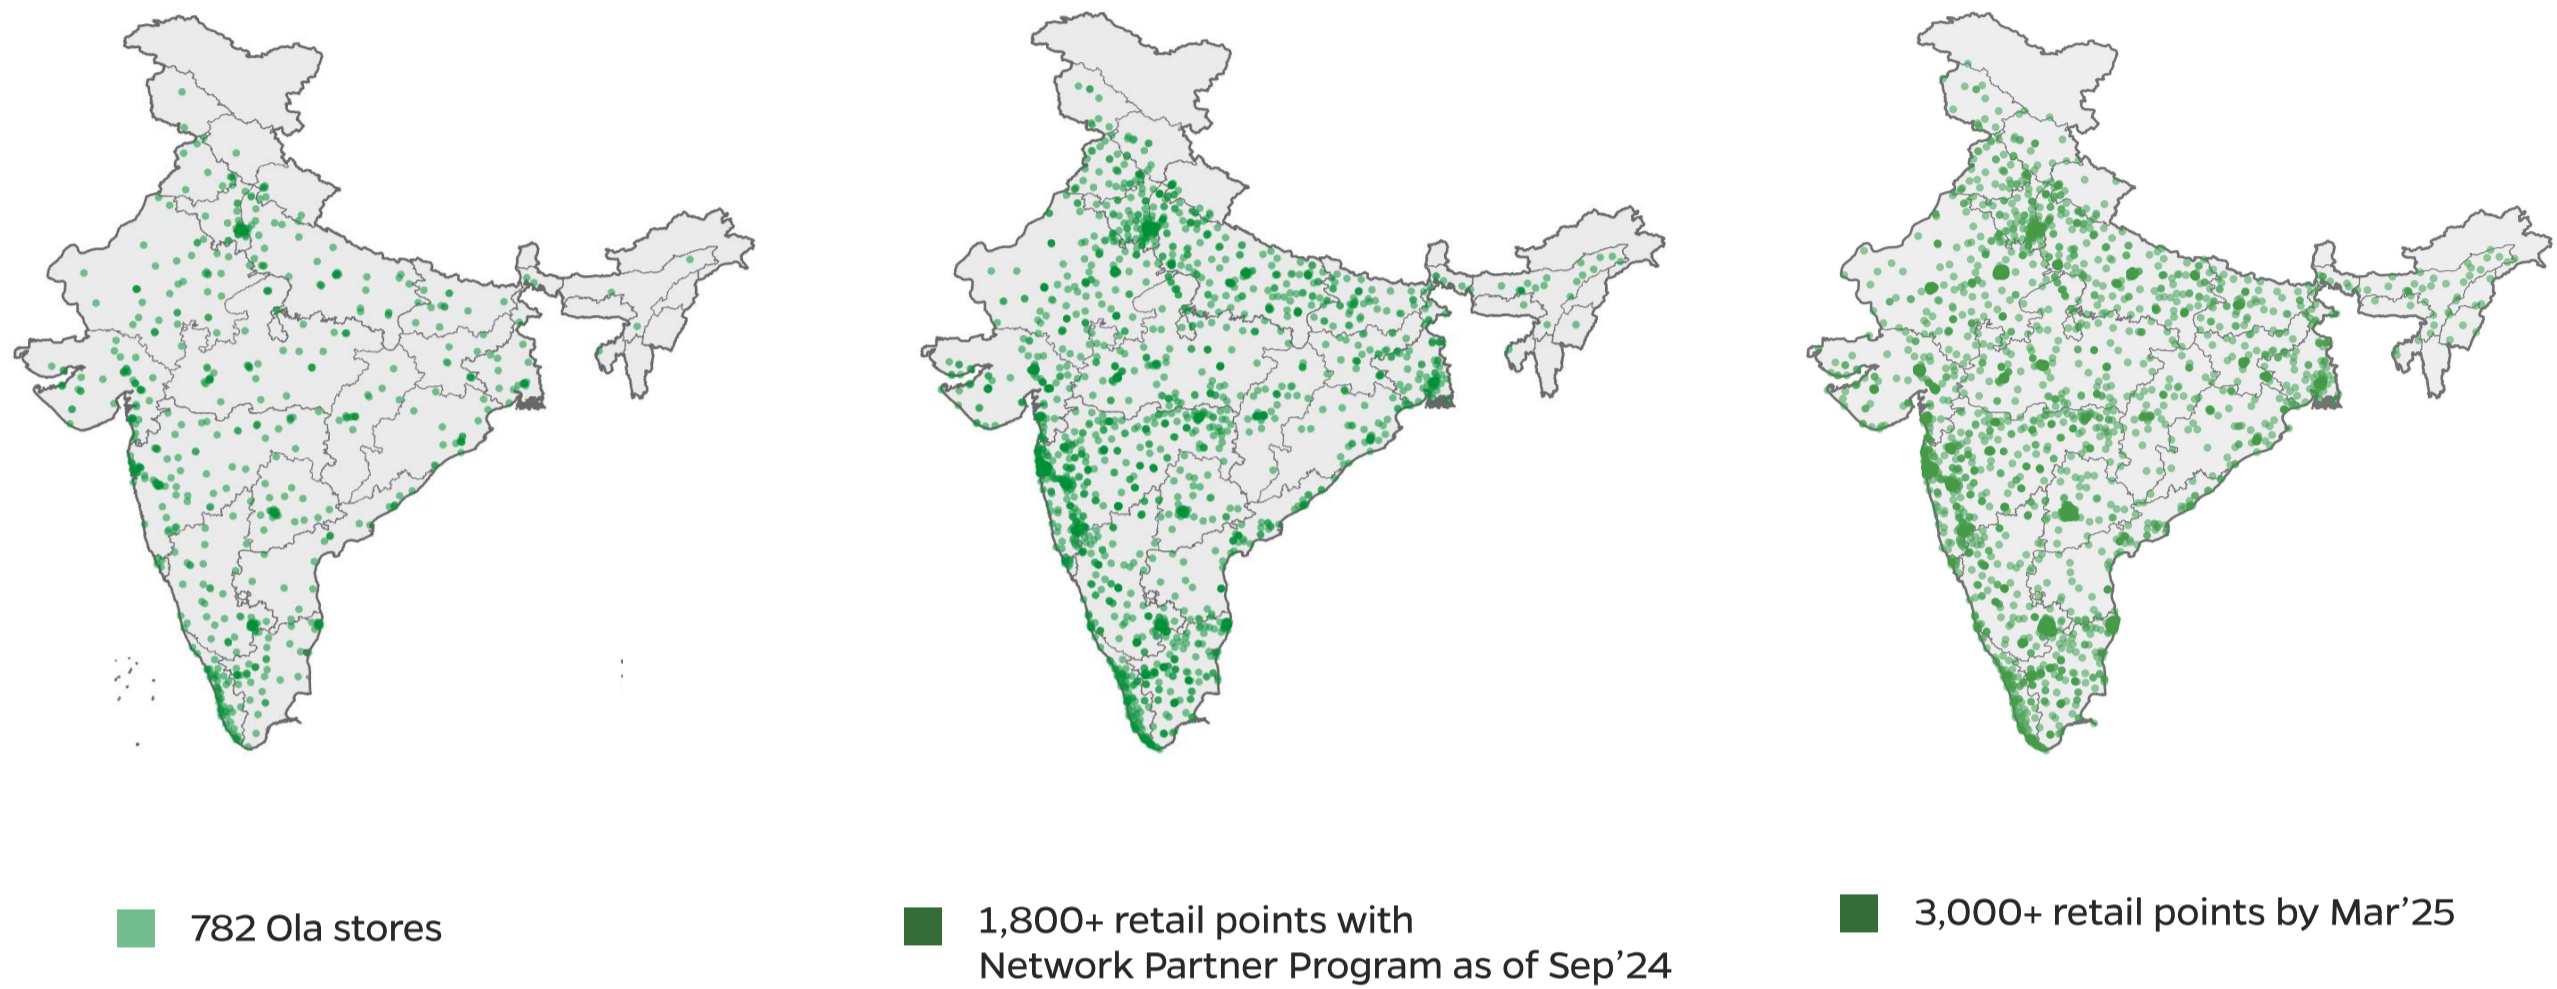 782 Ola stores
1,800+ retail points with
Network Partner Program as of Sep’24
3,000+ retail points by Mar’25